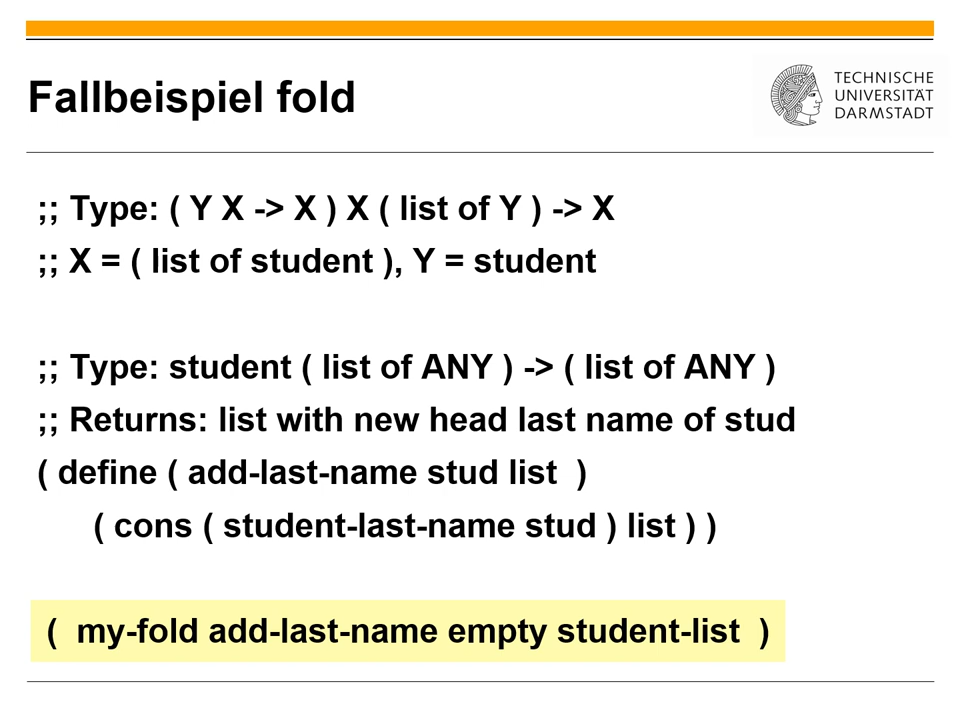 Fallbeispiel fold
TECHNISCHE
UNIVERSITÄT
DARMSTADT
;; Type: ( Y X -> X ) X ( list of Y ) -> X
;; X = ( list of student ), Y = student
;; Type: student ( list of ANY ) -> ( list of ANY )
;; Returns: list with new head last name of stud
( define ( add-last-name stud list )
( cons ( student-last-name stud ) list ) )
( my-fold add-last-name empty student-list )